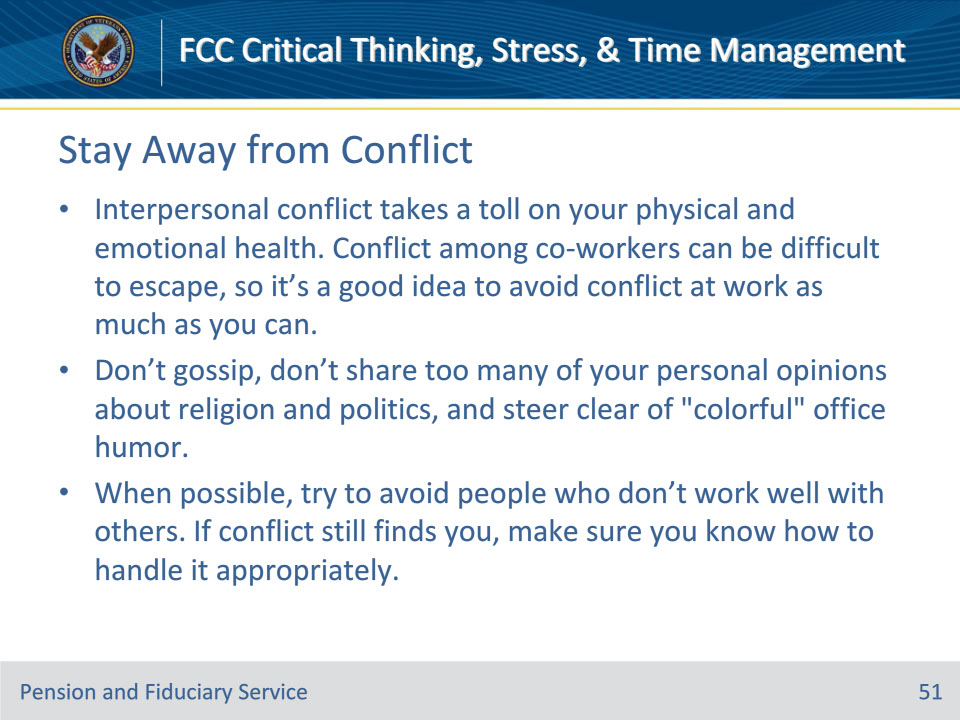 FCC Critical Thinking, Stress, & Time Management
Stay Away from Conflict
• Interpersonal conflict takes a toll on your physical and
emotional health. Conflict among co-workers can be difficult
to escape, so it’s a good idea to avoid conflict at work as
much as you can.
• Don’t gossip, don’t share too many of your personal opinions
about religion and politics, and steer clear of "colorful" office
humor.
• When possible, try to avoid people who don’t work well with
others. If conflict still finds you, make sure you know how to
handle it appropriately.
Pension and Fiduciary Service
51